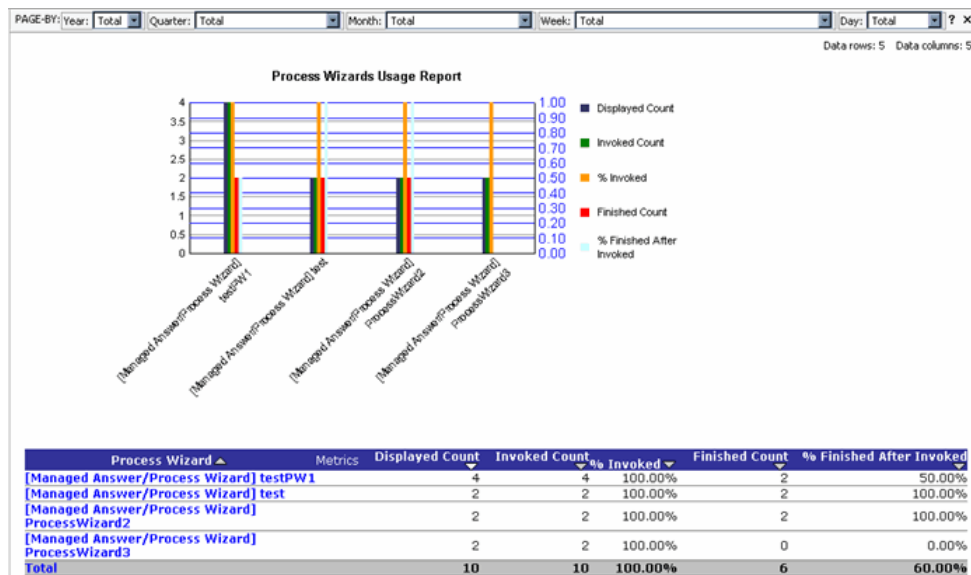 PAGE-BY: Year: Total Quarter: Total Month: Total Week: Total Day: Total ? ×
Data rows: 5 Data columns: 5
Process Wizards Usage Report
4
3.5
3
2.5
2
1.5
1
0.5
0
1.00
0.90
0.80
0.70
0.60
0.50
0.40
0.30
0.20
0.10
0.00
Displayed Count
Invoked Count
% Invoked
Finished Count
% Finished After
Invoked
[Managed Answer/Process Wizard]
testPW1
[Managed Answer/Process Wizard] test
[Managed Answer/Process Wizard]
ProcessWizard2
[Managed Answer/Process Wizard]
ProcessWizard3
Process Wizard Metrics Displayed Count Invoked Count % Invoked Finished Count % Finished After Invoked
[Managed Answer/Process Wizard] testPW1 4 4 100.00% 2 50.00%
[Managed Answer/Process Wizard] test 2 2 100.00% 2 100.00%
[Managed Answer/Process Wizard]
ProcessWizard2 2 2 100.00% 2 100.00%
[Managed Answer/Process Wizard]
ProcessWizard3 2 2 100.00% 0 0.00%
Total 10 10 100.00% 6 60.00%